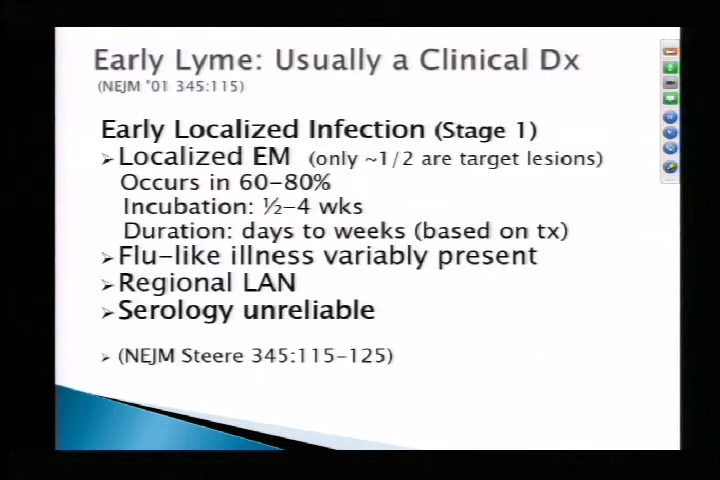 Early Lyme: Usually a Clinical Dx
(NEJM '01 345:115)
Early Localized Infection (Stage 1)
Localized EM (only ~1/2 are target lesions)
Occurs in 60-80%
Incubation: ½-4 wks
Duration: days to weeks (based on tx)
Flu-like illness variably present
Regional LAN
Serology unreliable
(NEJM Steere 345:115-125)